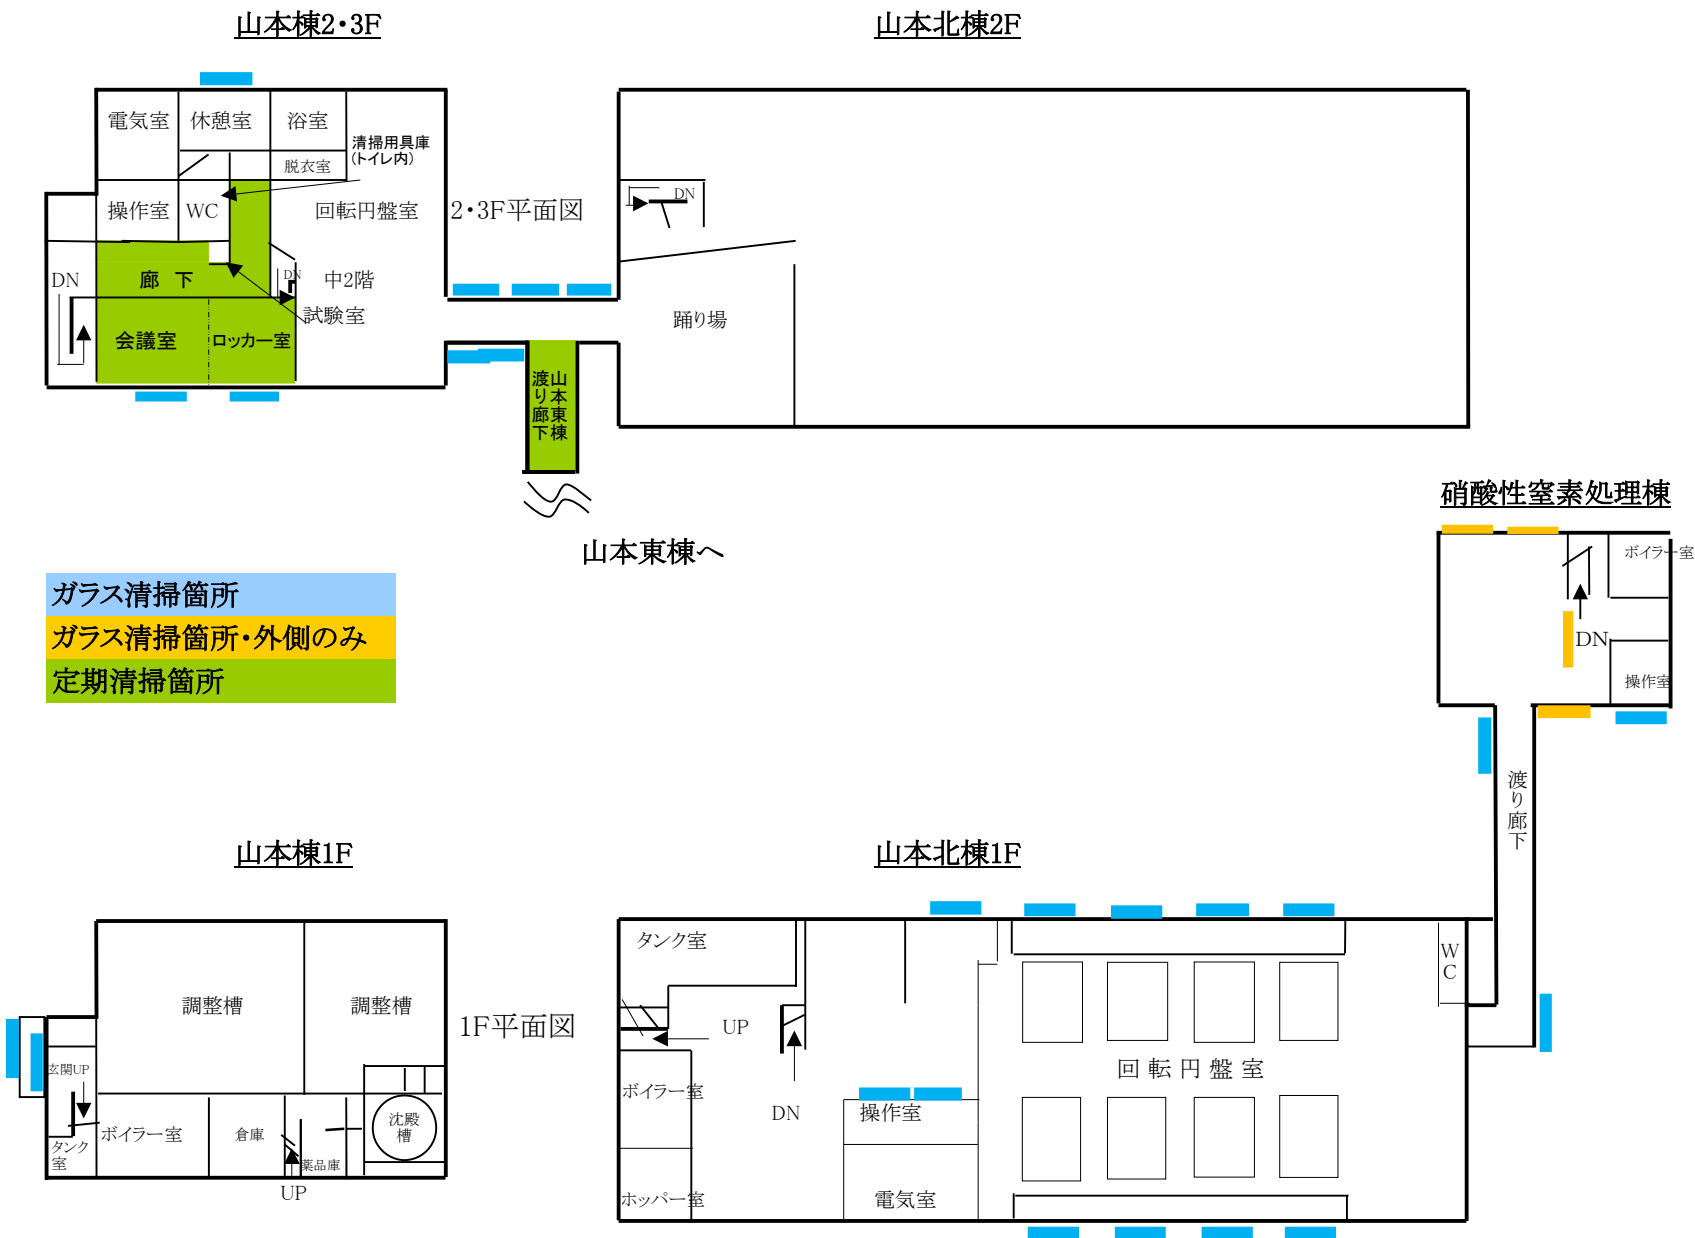 山本棟2・3F
山本北棟2F
電気室
休憩室
浴室
清掃用具庫
(トイレ内)
脱衣室
操作室
WC
回転円盤室
2・3F平面図
DN
DN
廊 下
DN
中2階
試験室
会議室
ロッカー室
踊り場
山本東棟
渡り廊下
山本東棟へ
硝酸性窒素処理棟
ボイラー室
DN
操作室
渡り廊下
ガラス清掃箇所
ガラス清掃箇所・外側のみ
定期清掃箇所
山本棟1F
山本北棟1F
調整槽
調整槽
1F平面図
玄関UP
タンク
室
ボイラー室
倉庫
薬品庫
沈殿
槽
UP
タンク室
UP
DN
ボイラー室
ホッパー室
操作室
電気室
回転円盤室
WC